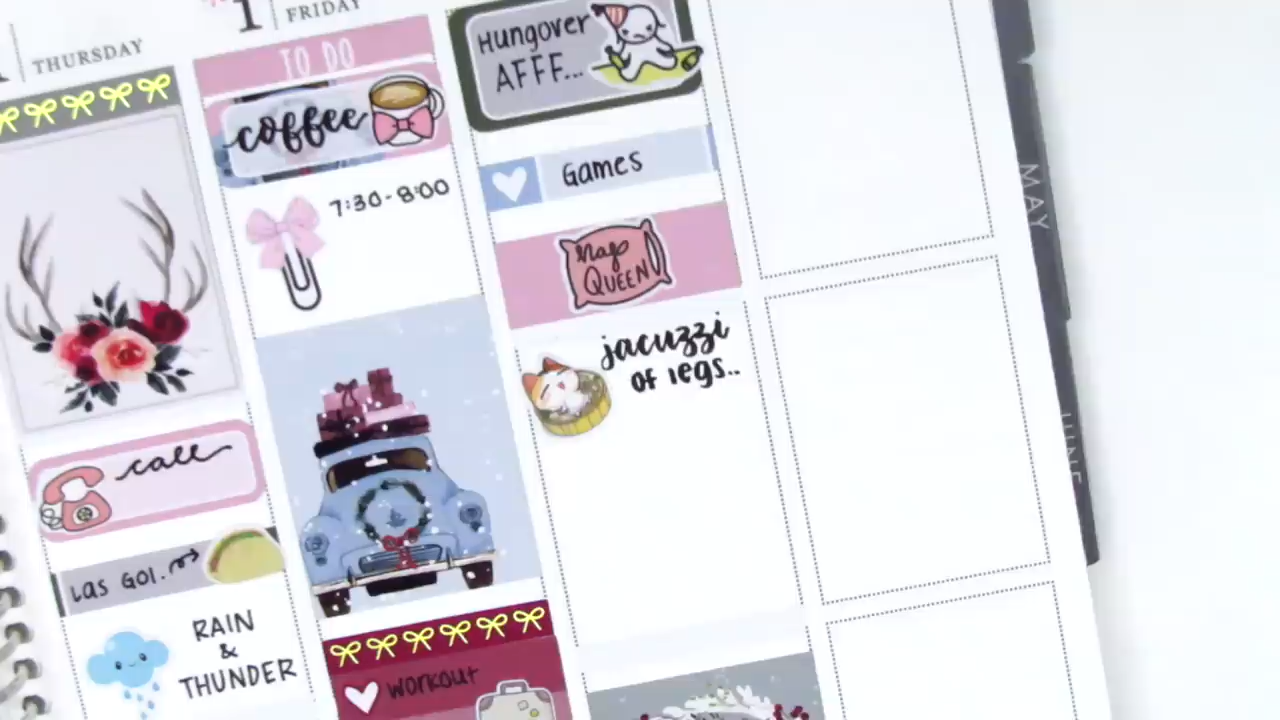 THURSDAY
call
Las Gol.
RAIN
&
THUNDER
1
FRIDAY
TO DO
coffee
7:30-8:00
workout
Hungover
AFFF...
Games
nap
QUEEN
jacuzzi
of legs..
MAY
JUNE